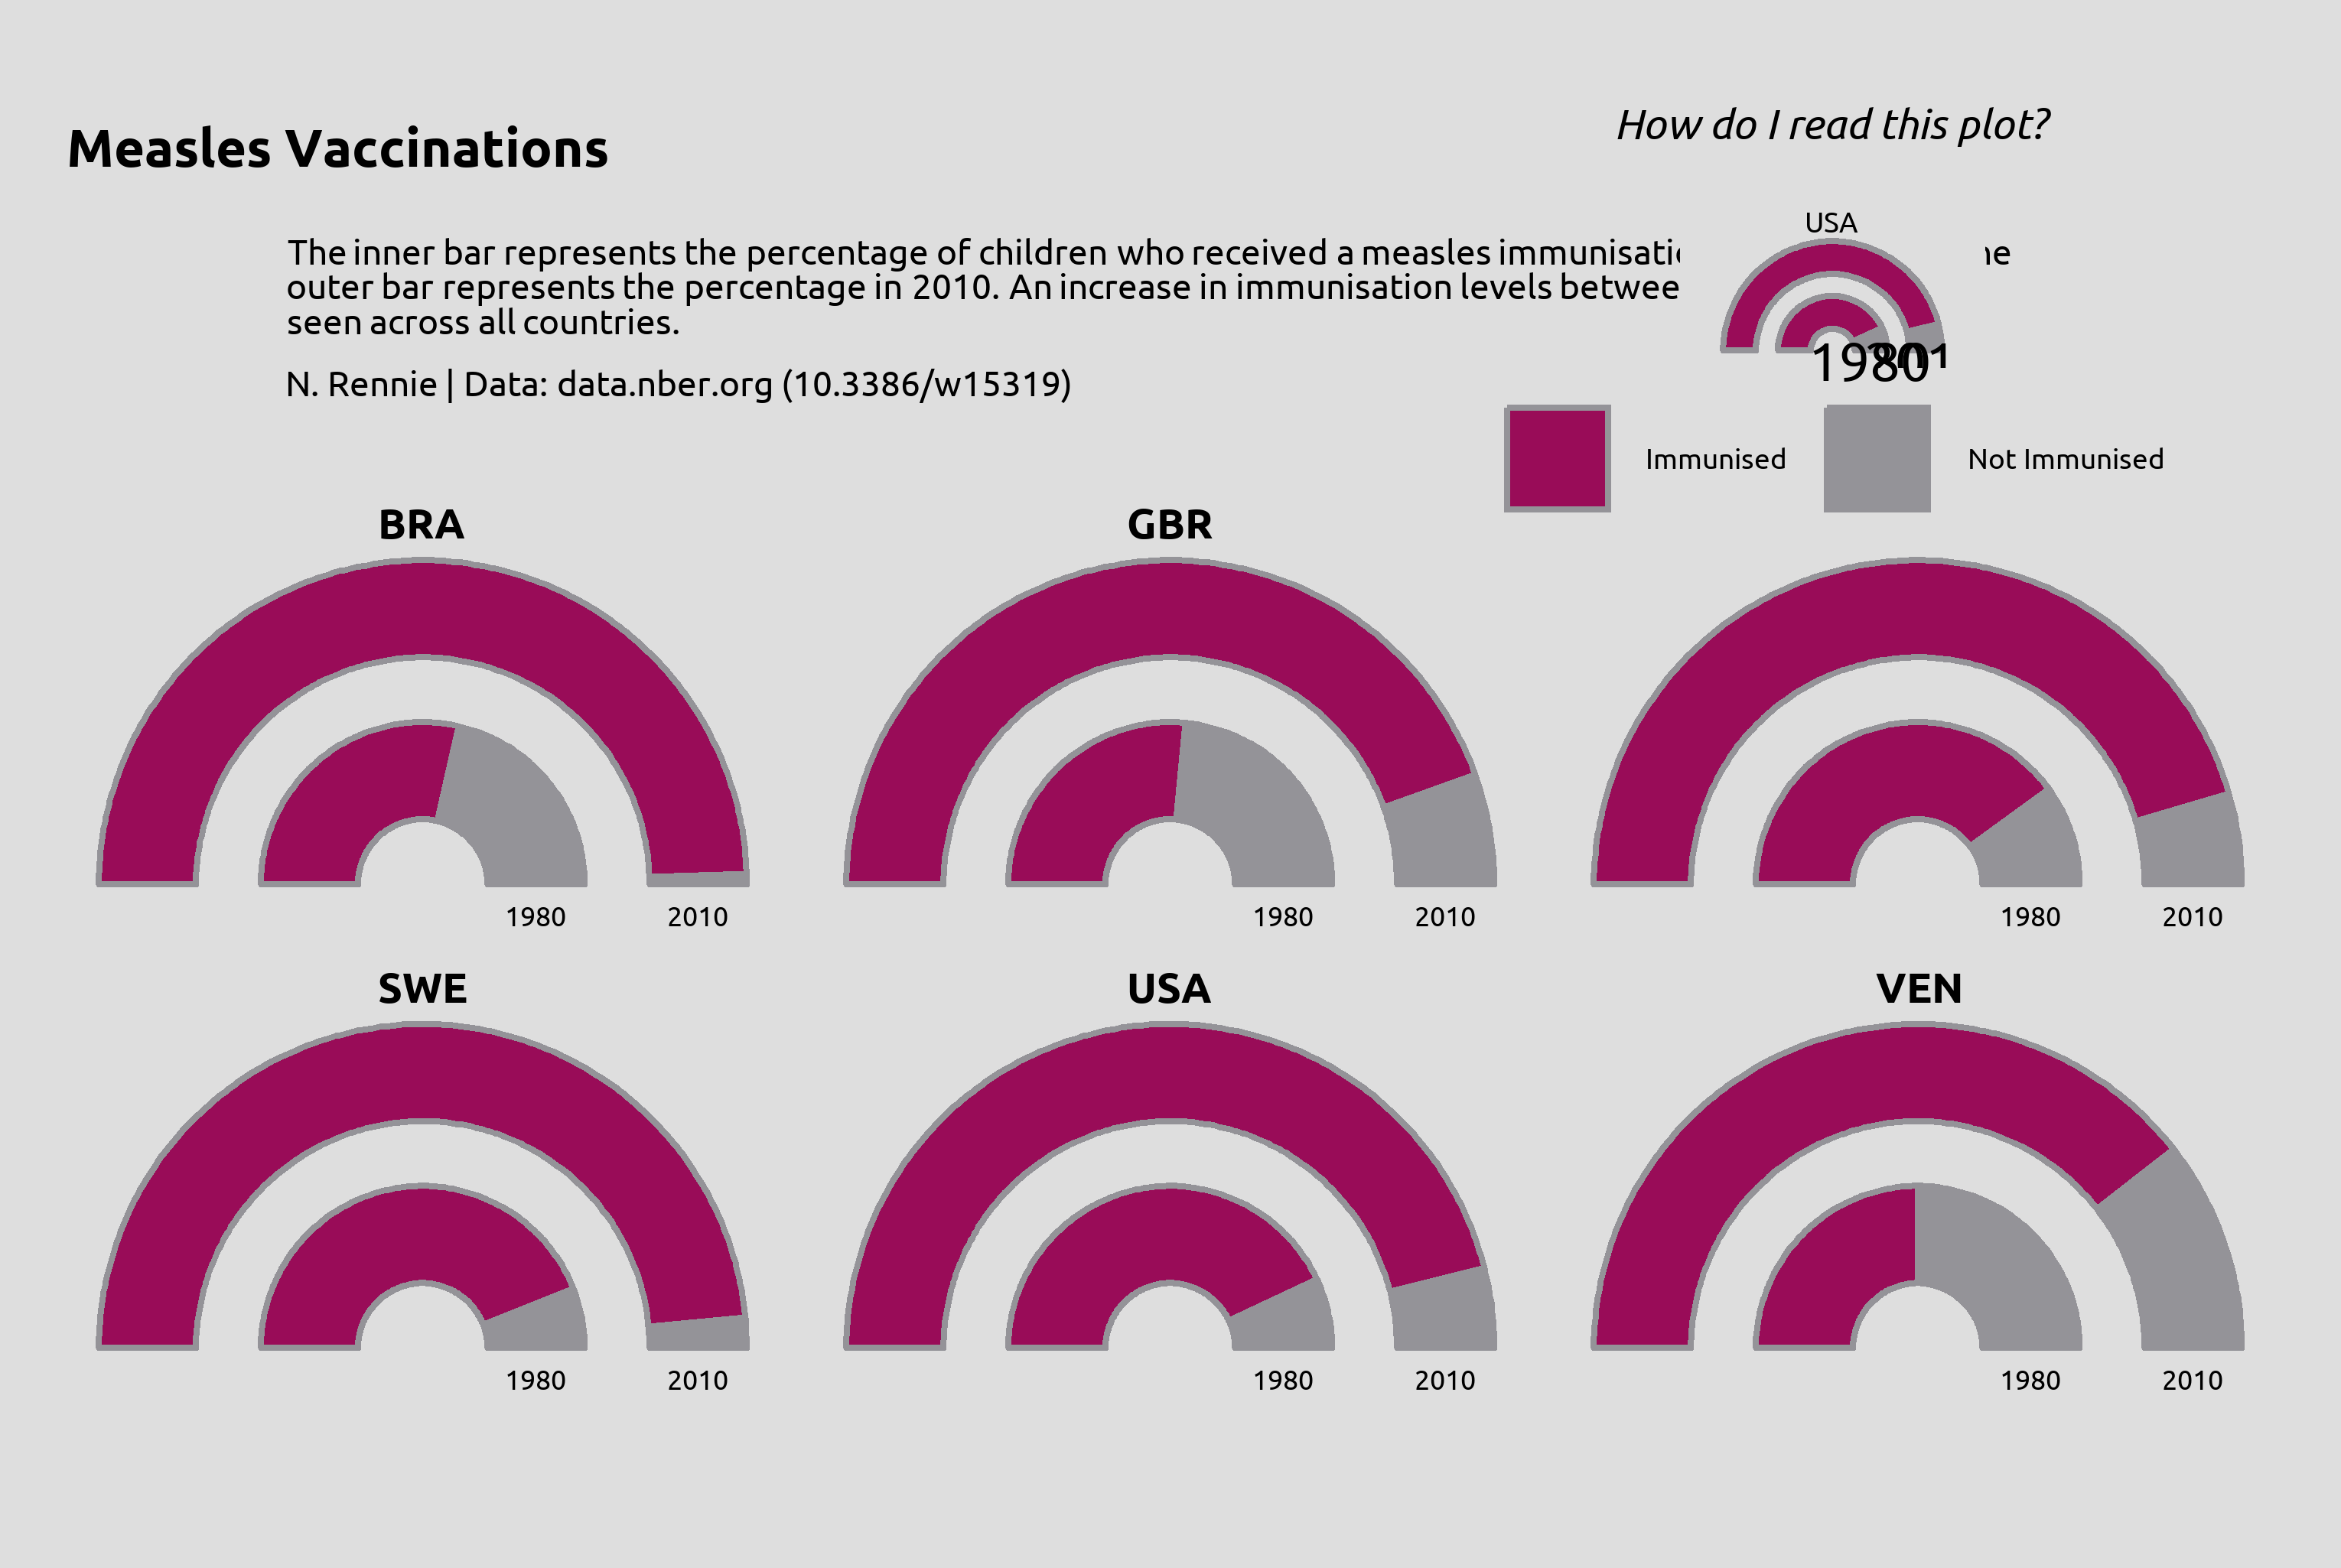 Measles Vaccinations
How do I read this plot?
The inner bar represents the percentage of children who received a measles immunisati
outer bar represents the percentage in 2010. An increase in immunisation levels betwee
seen across all countries.
N. Rennie | Data: data.nber.org (10.3386/w15319)
USA
1980
Immunised
Not Immunised
BRA
GBR
1980
2010
1980
2010
1980
2010
SWE
USA
VEN
1980
2010
1980
2010
1980
2010